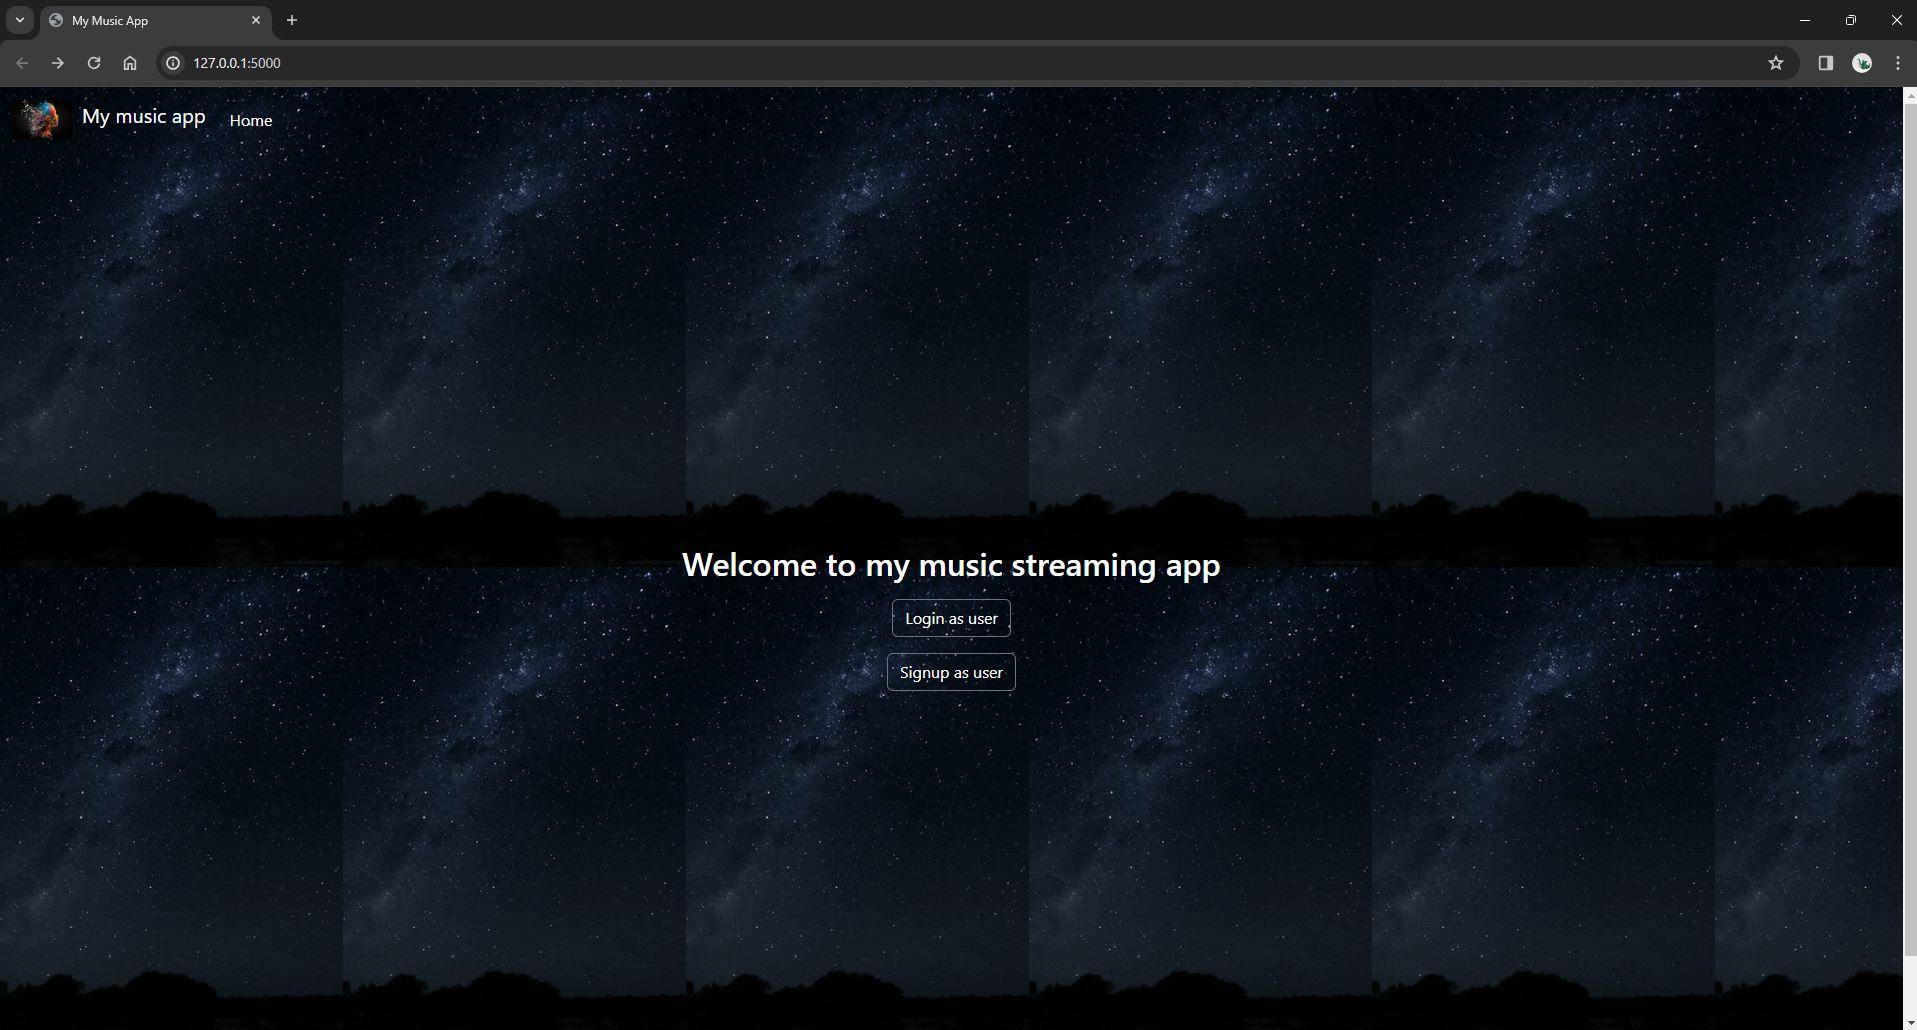 My Music App
127.0.0.1:5000
My music app
Home
Welcome to my music streaming app
Login as user
Signup as user